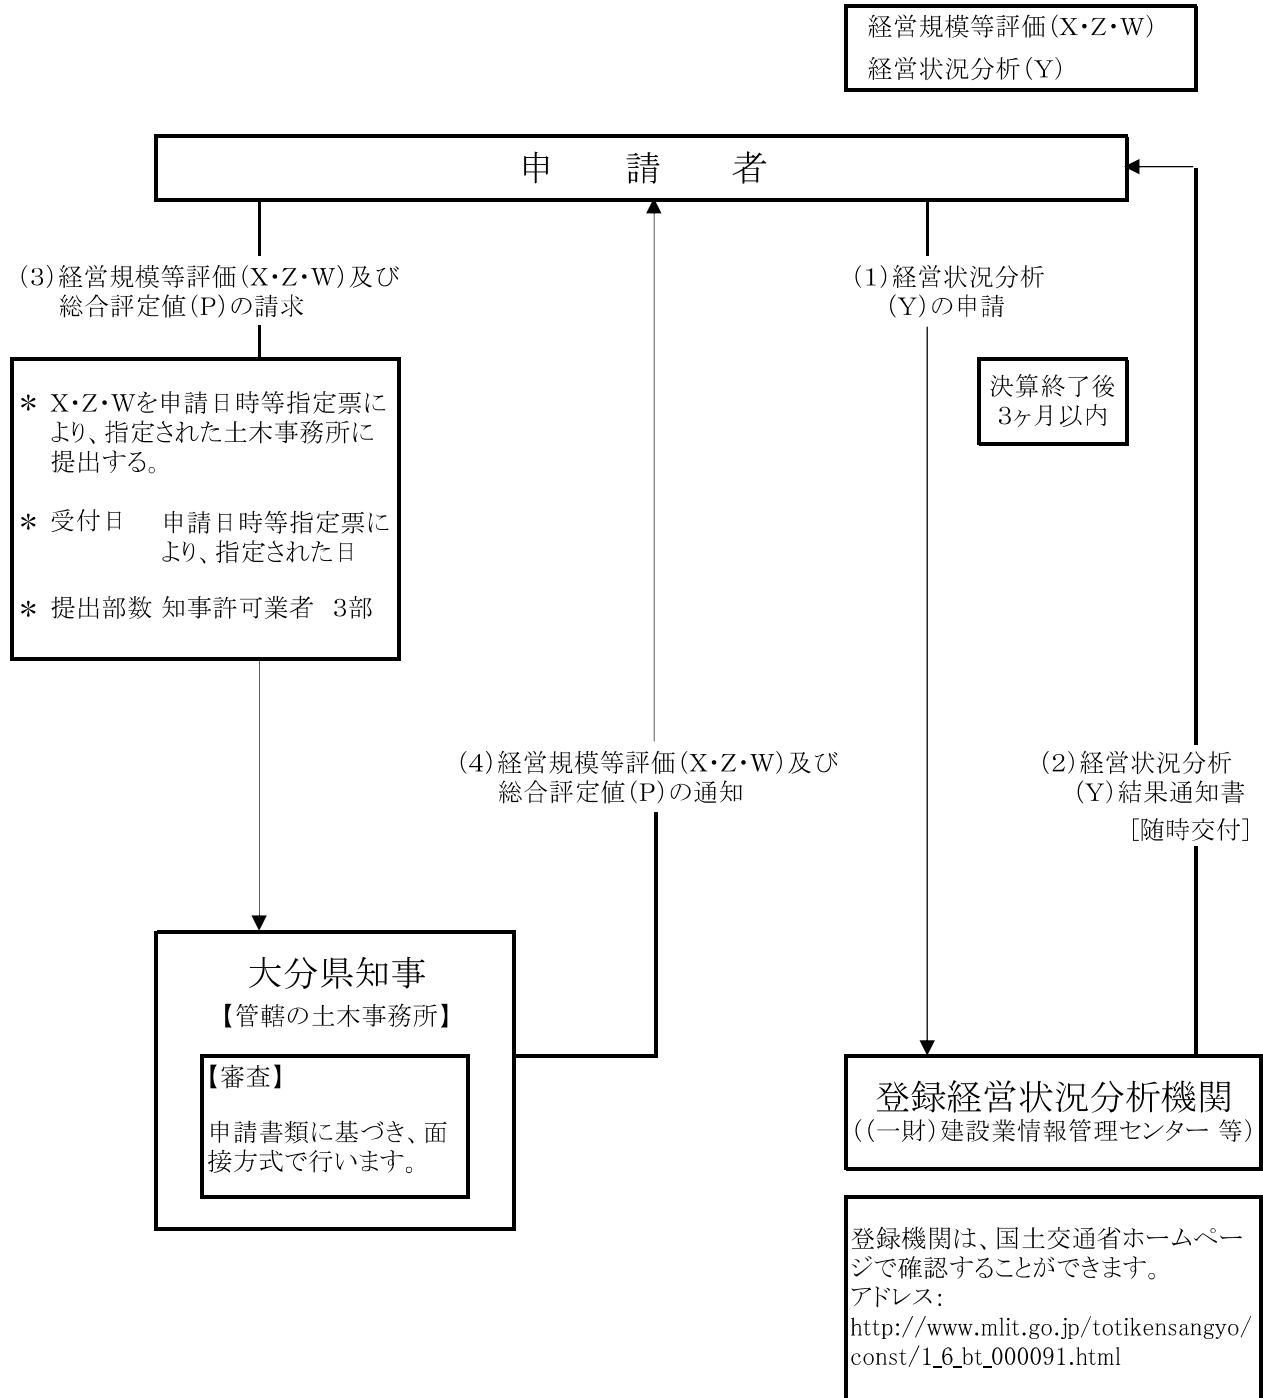 経営規模等評価(X・Z・W)
経営状況分析(Y)
申　請　者
(3)経営規模等評価(X・Z・W)及び
総合評定値(P)の請求
(1)経営状況分析
(Y)の申請
決算終了後
3ヶ月以内
＊ X・Z・Wを申請日時等指定票に
より、指定された土木事務所に
提出する。
＊ 受付日　申請日時等指定票に
より、指定された日
＊ 提出部数 知事許可業者　3部
(4)経営規模等評価(X・Z・W)及び
総合評定値(P)の通知
(2)経営状況分析
(Y)結果通知書
[随時交付]
大分県知事
【管轄の土木事務所】
【審査】
申請書類に基づき、面
接方式で行います。
登録経営状況分析機関
((一財)建設業情報管理センター 等)
登録機関は、国土交通省ホームペー
ジで確認することができます。
アドレス:
http://www.mlit.go.jp/totikensangyo/
const/1_6_bt_000091.html